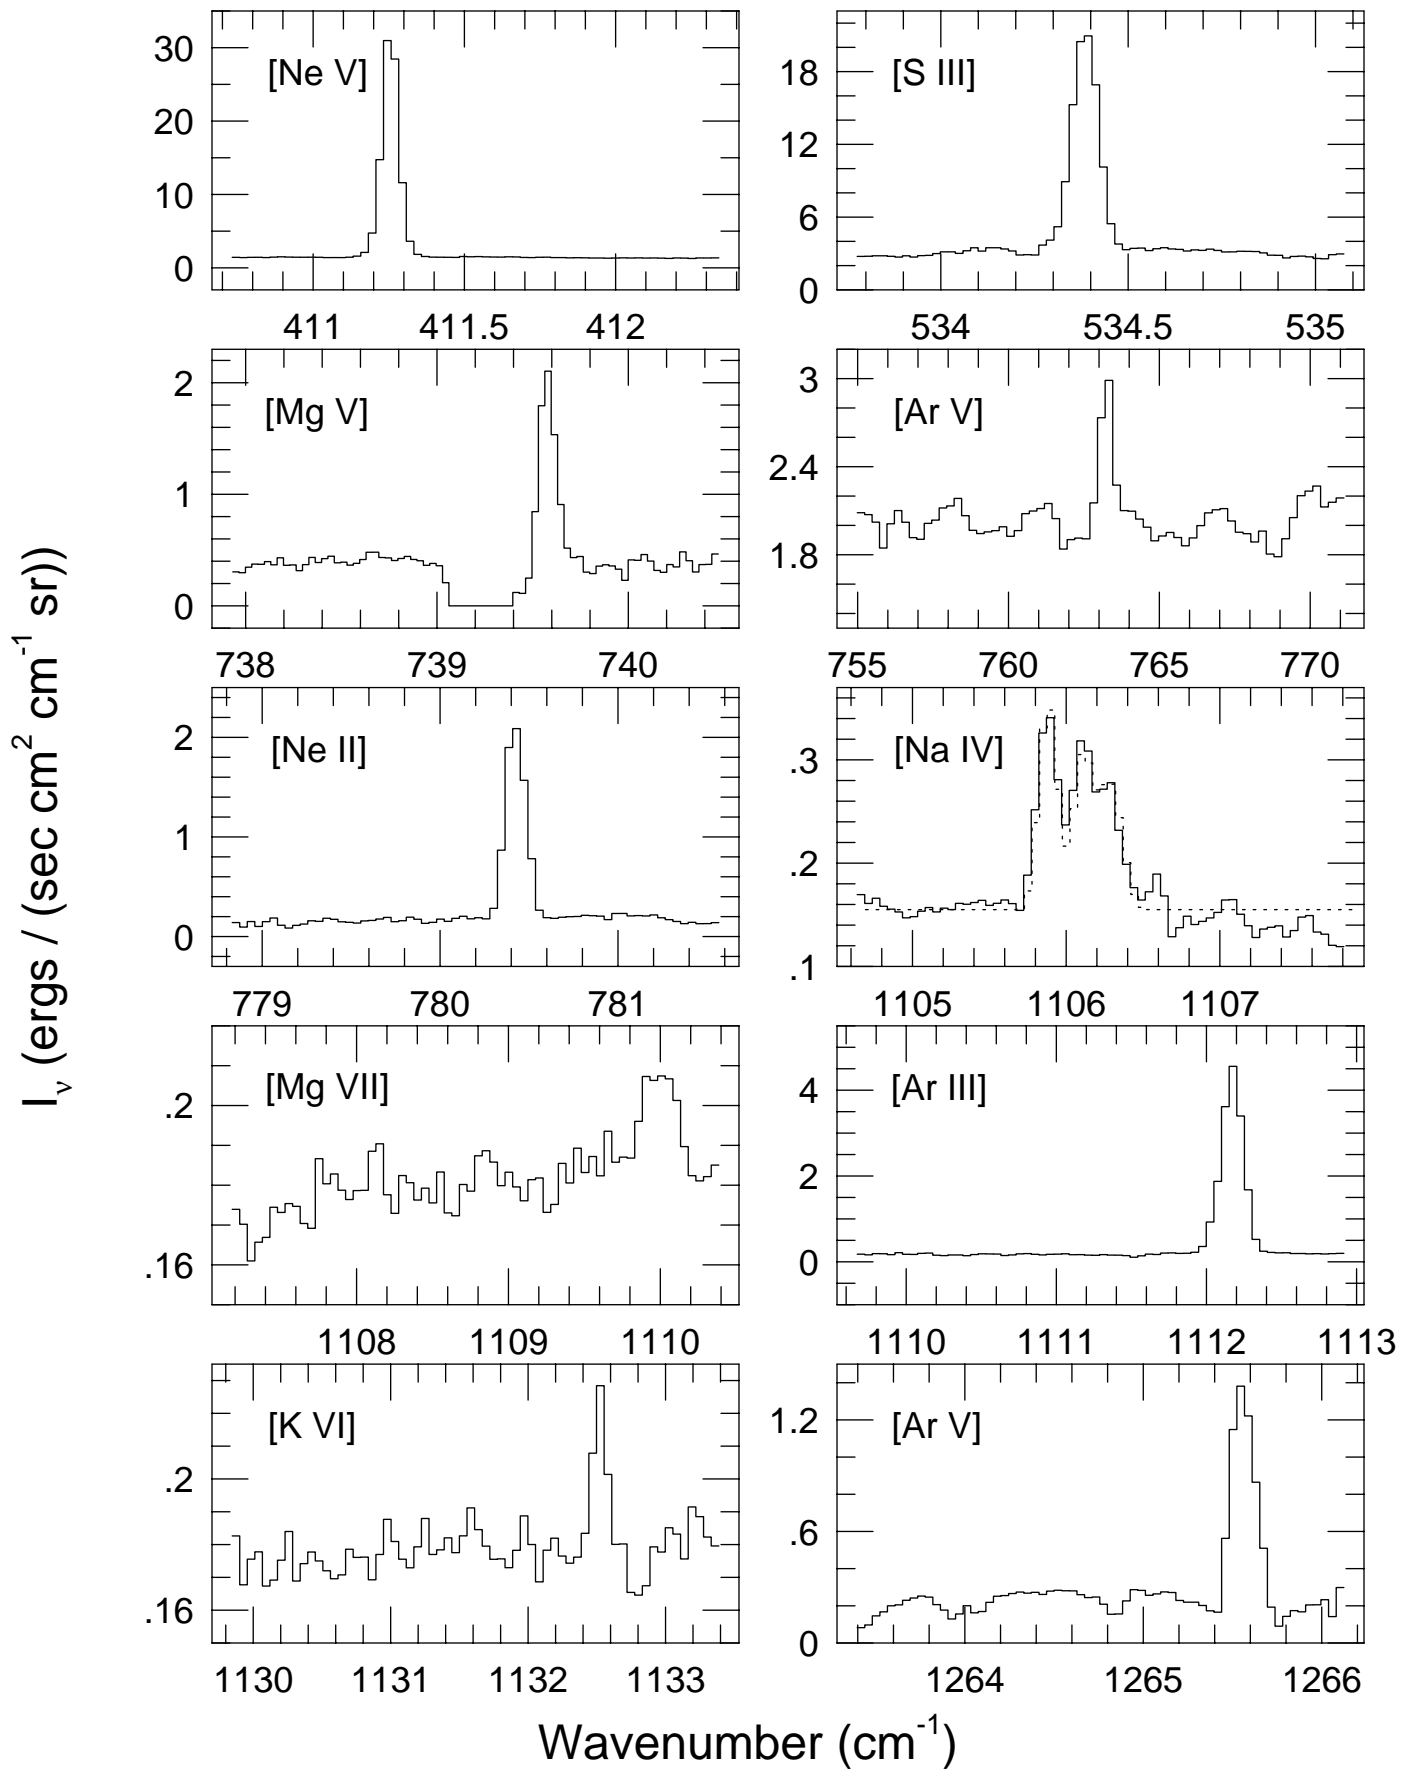 I_ν (ergs / (sec cm² cm⁻¹ sr))
[Ne V]
30
20
10
0
411 411.5 412
[S III]
18
12
6
0
534 534.5 535
[Mg V]
2
1
0
738 739 740
[Ar V]
3
2.4
1.8
755 760 765 770
[Ne II]
2
1
0
779 780 781
[Na IV]
.3
.2
.1
1105 1106 1107
[Mg VII]
.2
.16
1108 1109 1110
[Ar III]
4
2
0
1110 1111 1112 1113
[K VI]
.2
.16
1130 1131 1132 1133
[Ar V]
1.2
.6
0
1264 1265 1266
Wavenumber (cm⁻¹)